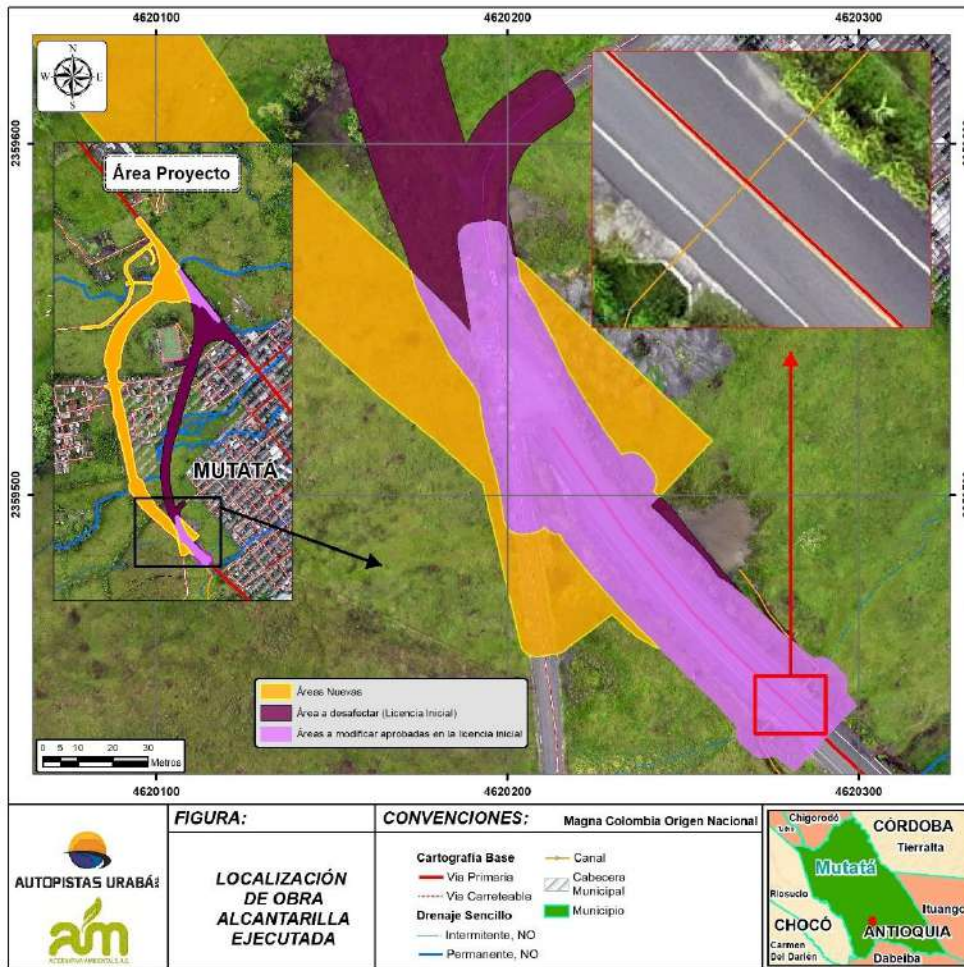 4620100
4620200
4620300
N
W
E
S
2359600
Área Proyecto
MUTATÁ
2359500
Áreas Nuevas
Área a desafectar (Licencia Inicial)
Áreas a modificar aprobadas en la licencia inicial
0 5 10 20 30
Metros
4620100
4620200
4620300
AUTOPISTAS URABÁ
FIGURA:
LOCALIZACIÓN
DE OBRA
ALCANTARILLA
EJECUTADA
CONVENCIONES:
Magna Colombia Origen Nacional
Cartografía Base
Via Primaria
Via Carreteable
Drenaje Sencillo
Intermitente, NO
Permanente, NO
Canal
Cabecera
Municipal
Municipio
Chigorodó
CÓRDOBA
Tierralta
Mutatá
Riosucio
Ituango
CHOCÓ
ANTIOQUIA
Carmen
Del Darién
Dabeiba